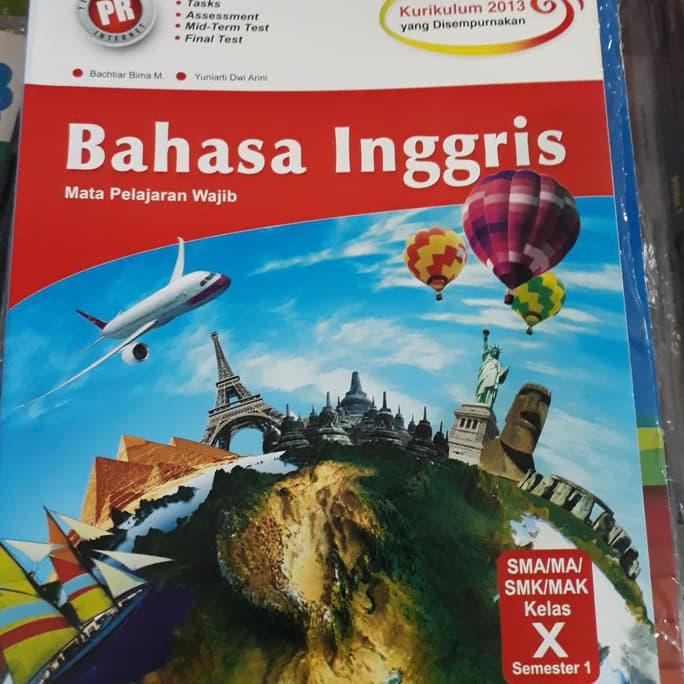 PR
INTERNET
• Tasks
• Assessment
• Mid-Term Test
• Final Test
Kurikulum 2013
yang Disempurnakan
Bachtiar Bima M.
Yuniarti Dwi Arini
Bahasa Inggris
Mata Pelajaran Wajib
SMA/MA/
SMK/MAK
Kelas
X
Semester 1